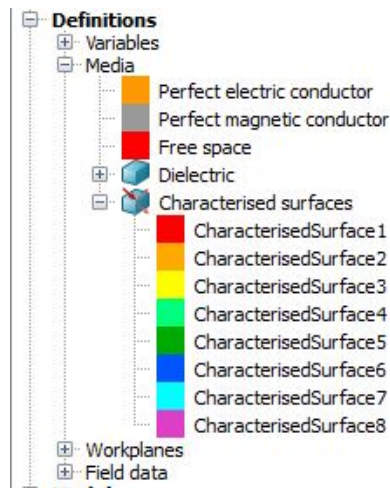 Definitions
Variables
Media
Perfect electric conductor
Perfect magnetic conductor
Free space
Dielectric
Characterised surfaces
CharacterisedSurface1
CharacterisedSurface2
CharacterisedSurface3
CharacterisedSurface4
CharacterisedSurface5
CharacterisedSurface6
CharacterisedSurface7
CharacterisedSurface8
Workplanes
Field data